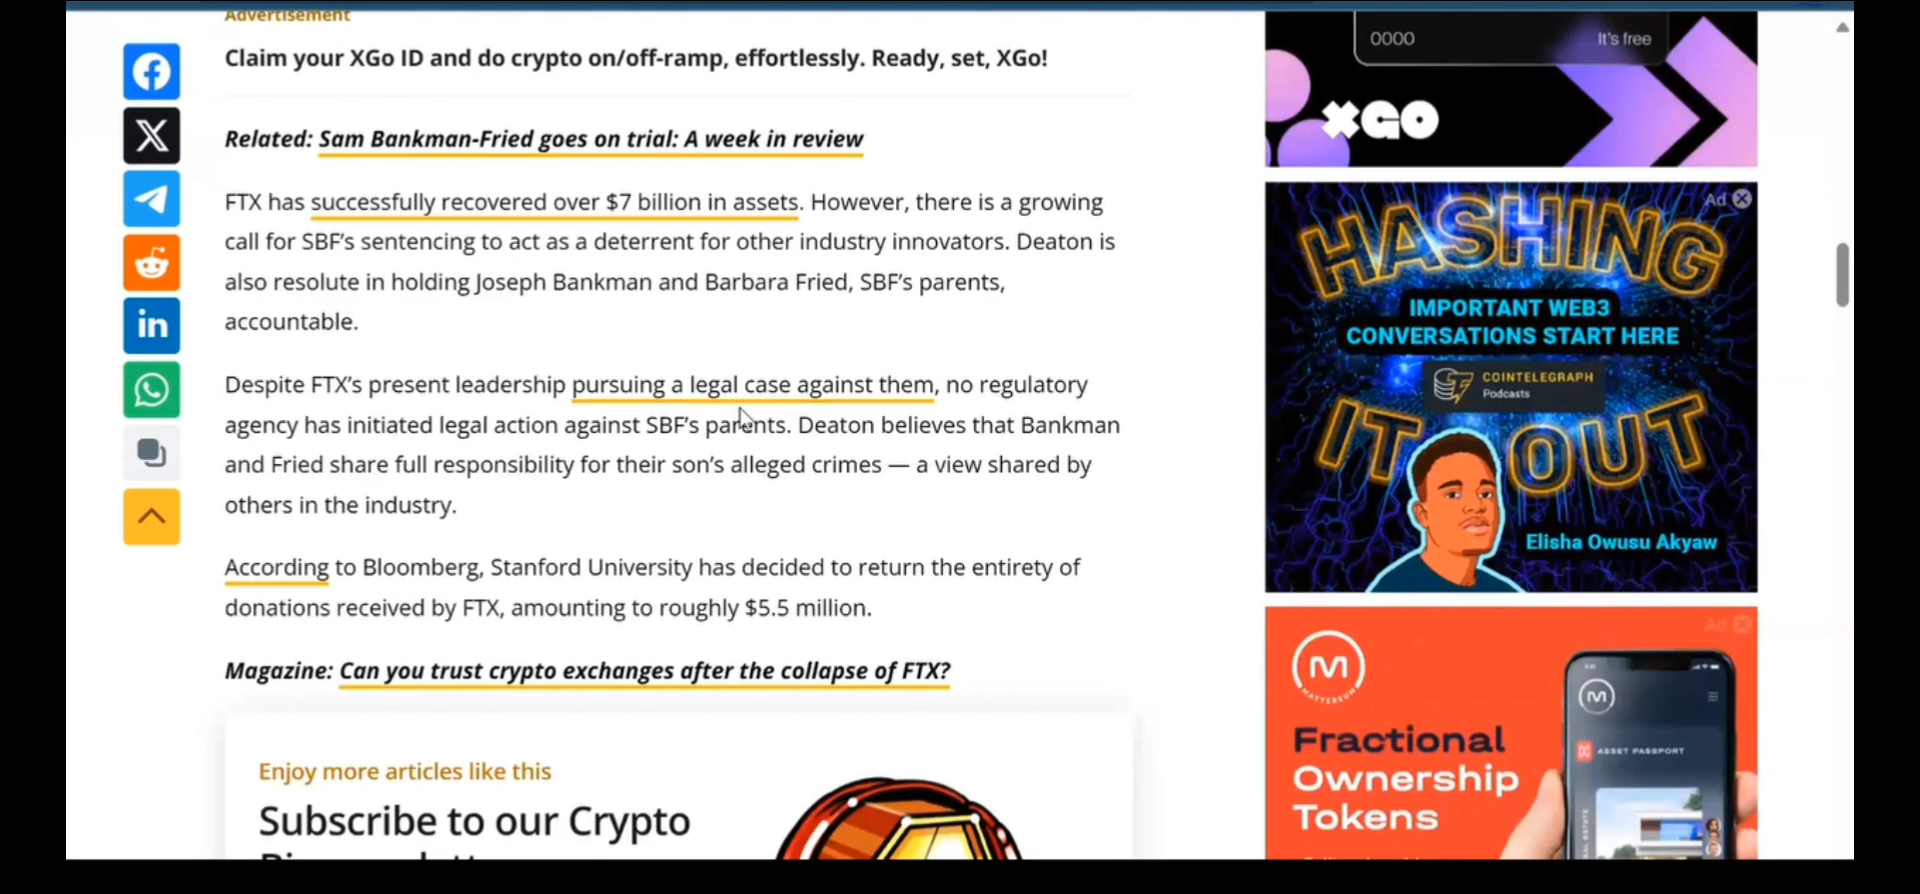 Advertisement
Claim your XGo ID and do crypto on/off-ramp, effortlessly. Ready, set, XGo!
Related: Sam Bankman-Fried goes on trial: A week in review
FTX has successfully recovered over $7 billion in assets. However, there is a growing
call for SBF’s sentencing to act as a deterrent for other industry innovators. Deaton is
also resolute in holding Joseph Bankman and Barbara Fried, SBF’s parents,
accountable.
Despite FTX’s present leadership pursuing a legal case against them, no regulatory
agency has initiated legal action against SBF’s parents. Deaton believes that Bankman
and Fried share full responsibility for their son’s alleged crimes — a view shared by
others in the industry.
According to Bloomberg, Stanford University has decided to return the entirety of
donations received by FTX, amounting to roughly $5.5 million.
Magazine: Can you trust crypto exchanges after the collapse of FTX?
Enjoy more articles like this
Subscribe to our Crypto
0000 It's free
XGO
Ad
HASHING
IMPORTANT WEB3
CONVERSATIONS START HERE
COINTELEGRAPH
Podcasts
IT OUT
Elisha Owusu Akyaw
Ad
MATTEREUM
Fractional
Ownership
Tokens
ASSET PASSPORT